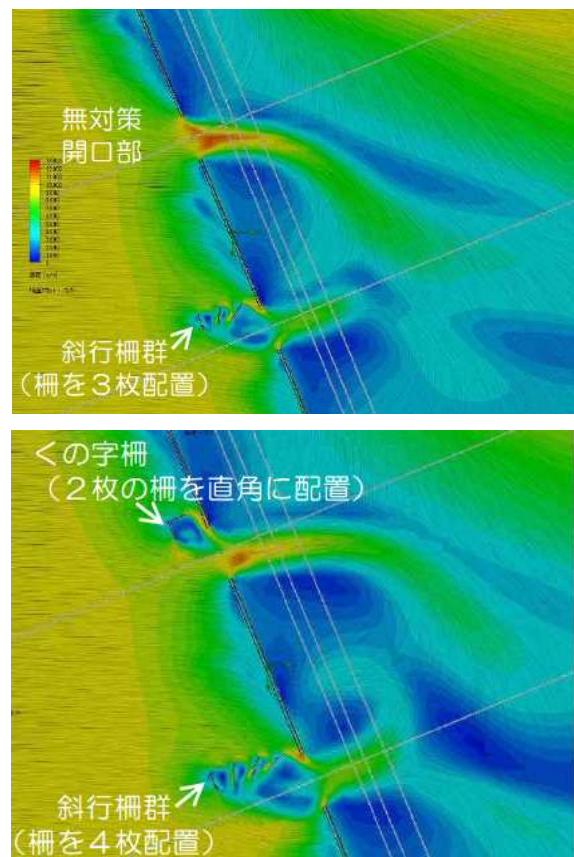 無対策
開口部
斜行柵群
（柵を３枚配置）
くの字柵
（２枚の柵を直角に配置）
斜行柵群
（柵を４枚配置）